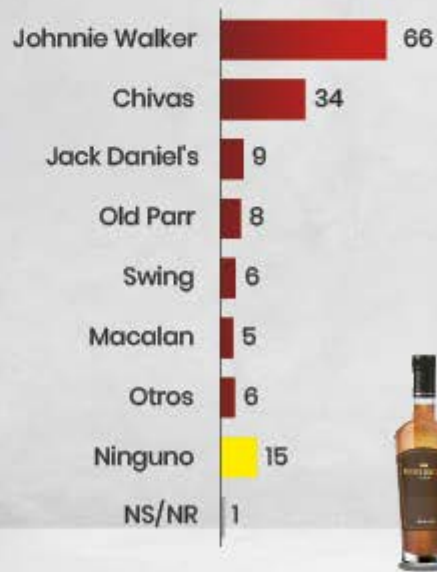 Johnnie Walker 66
Chivas 34
Jack Daniel's 9
Old Parr 8
Swing 6
Macalan 5
Otros 6
Ninguno 15
NS/NR 1